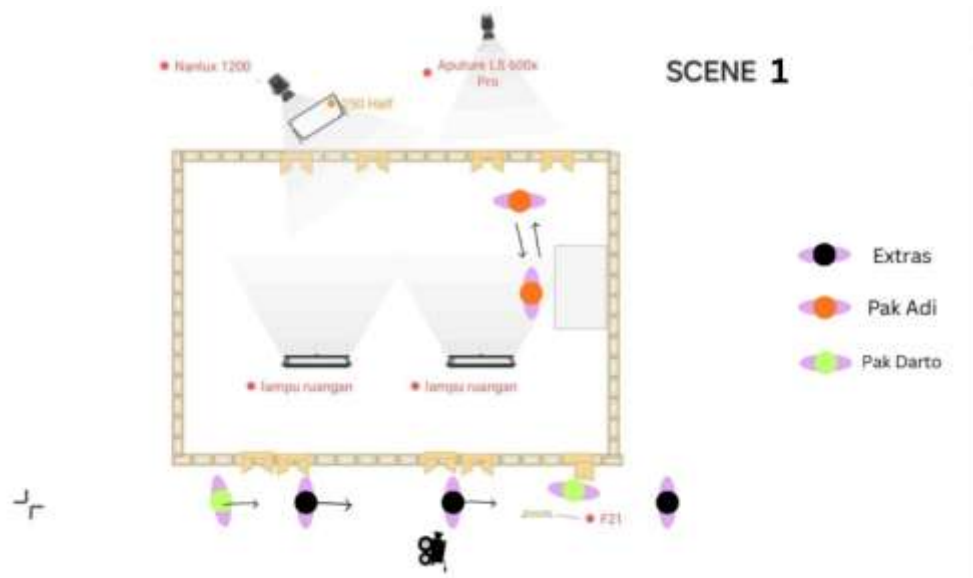 SCENE 1
Nanlux 1200
Aputure LS 600x
Pro
250 Half
lampu ruangan
lampu ruangan
F21
Extras
Pak Adi
Pak Darto